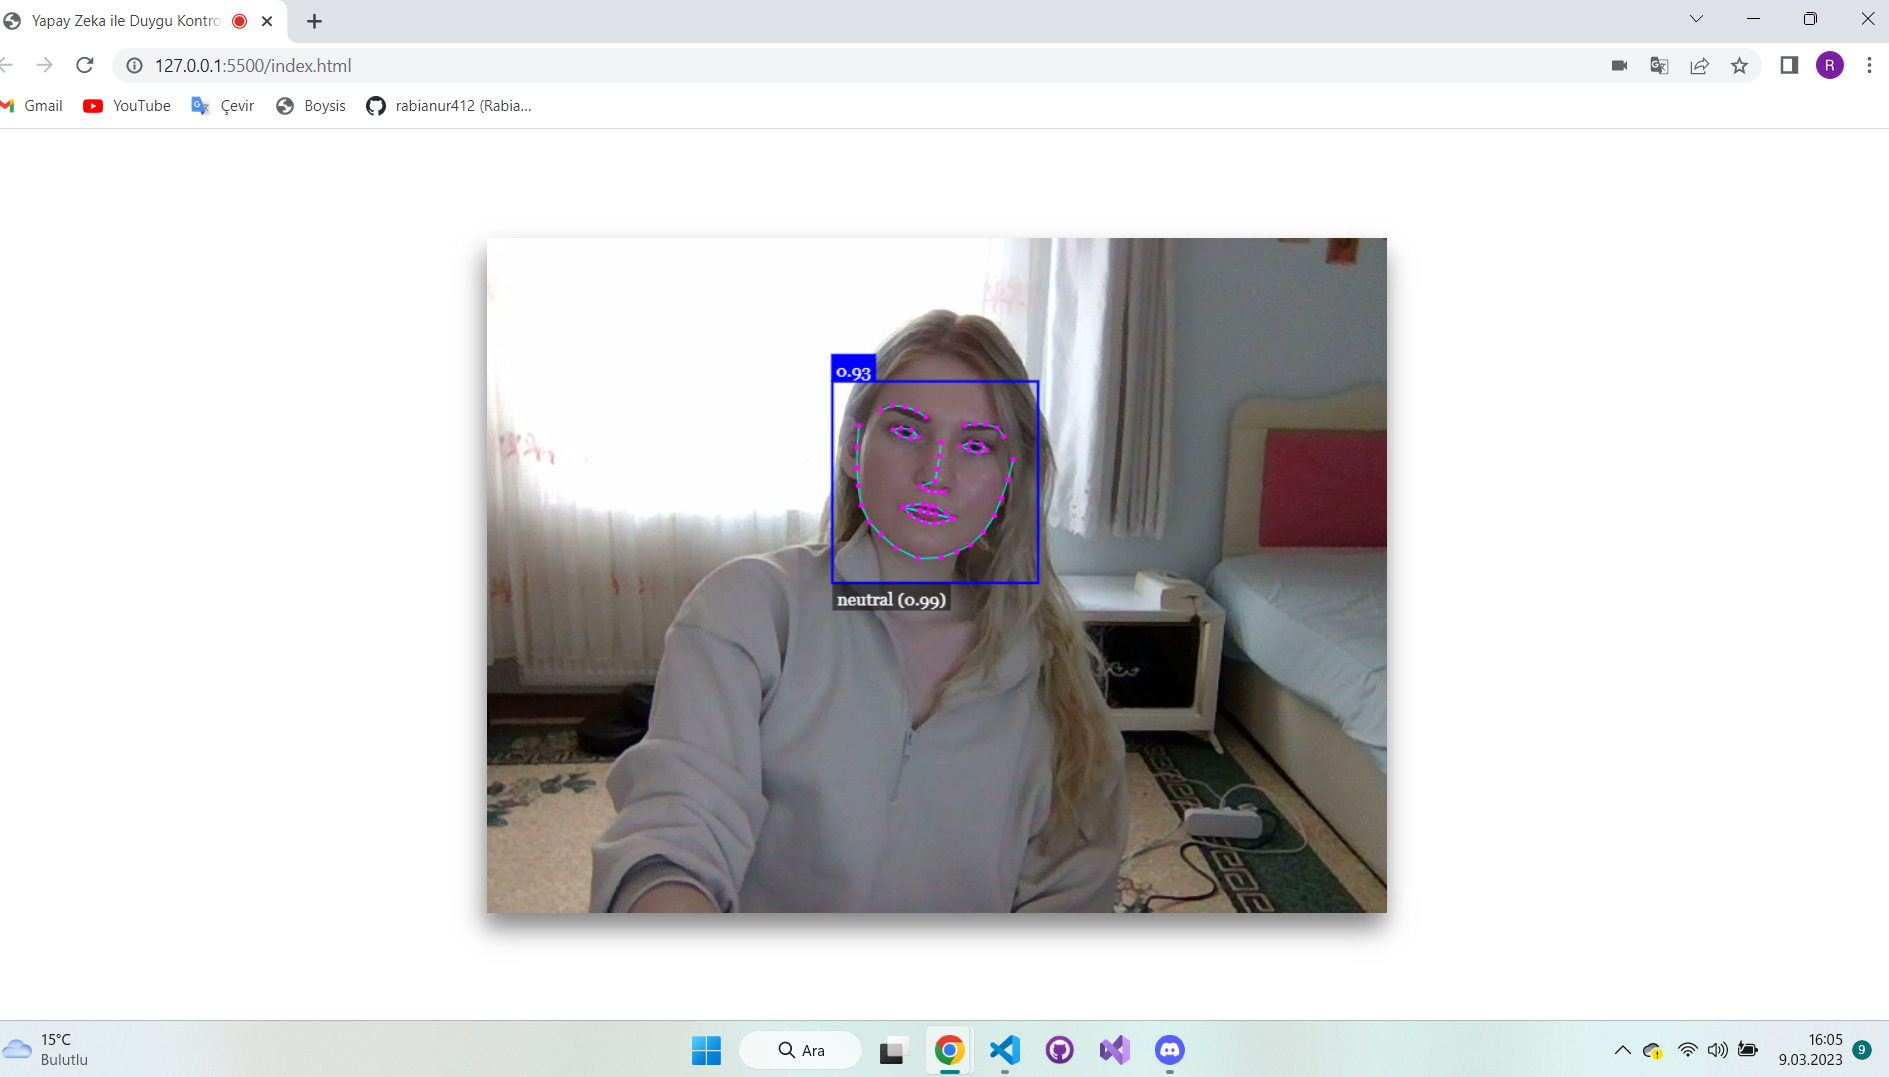 Yapay Zeka ile Duygu Kontro
127.0.0.1:5500/index.html
R
Gmail
YouTube
Çevir
Boysis
rabianur412 (Rabia...
0.93
neutral (0.99)
15°C
Bulutlu
Ara
16:05
9.03.2023
9